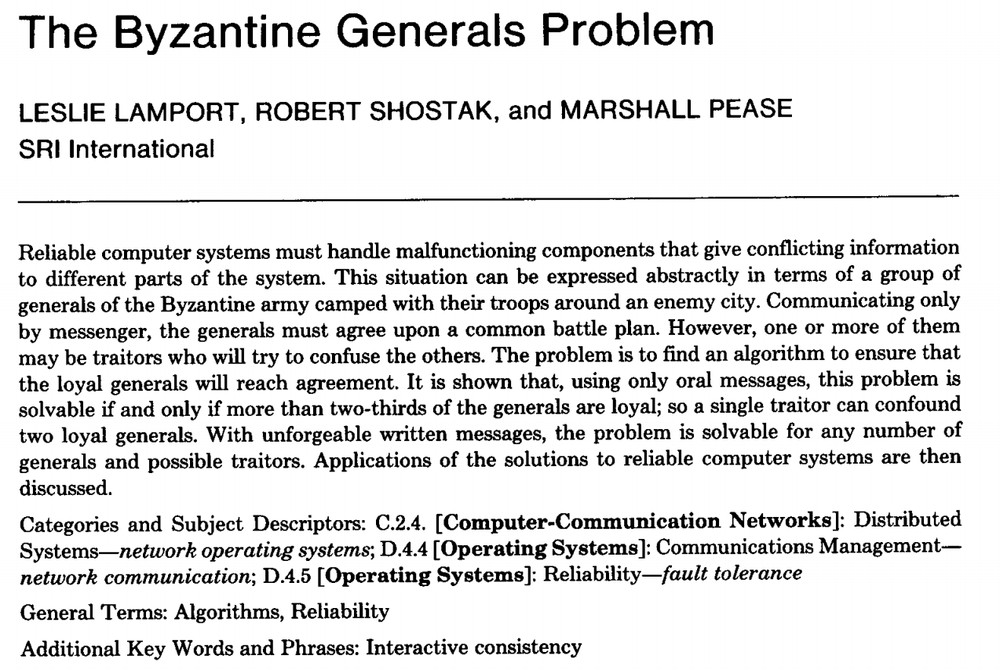 The Byzantine Generals Problem
LESLIE LAMPORT, ROBERT SHOSTAK, and MARSHALL PEASE
SRI International
Reliable computer systems must handle malfunctioning components that give conflicting information
to different parts of the system. This situation can be expressed abstractly in terms of a group of
generals of the Byzantine army camped with their troops around an enemy city. Communicating only
by messenger, the generals must agree upon a common battle plan. However, one or more of them
may be traitors who will try to confuse the others. The problem is to find an algorithm to ensure that
the loyal generals will reach agreement. It is shown that, using only oral messages, this problem is
solvable if and only if more than two-thirds of the generals are loyal; so a single traitor can confound
two loyal generals. With unforgeable written messages, the problem is solvable for any number of
generals and possible traitors. Applications of the solutions to reliable computer systems are then
discussed.
Categories and Subject Descriptors: C.2.4. [Computer-Communication Networks]: Distributed
Systems—network operating systems; D.4.4 [Operating Systems]: Communications Management—
network communication; D.4.5 [Operating Systems]: Reliability—fault tolerance
General Terms: Algorithms, Reliability
Additional Key Words and Phrases: Interactive consistency